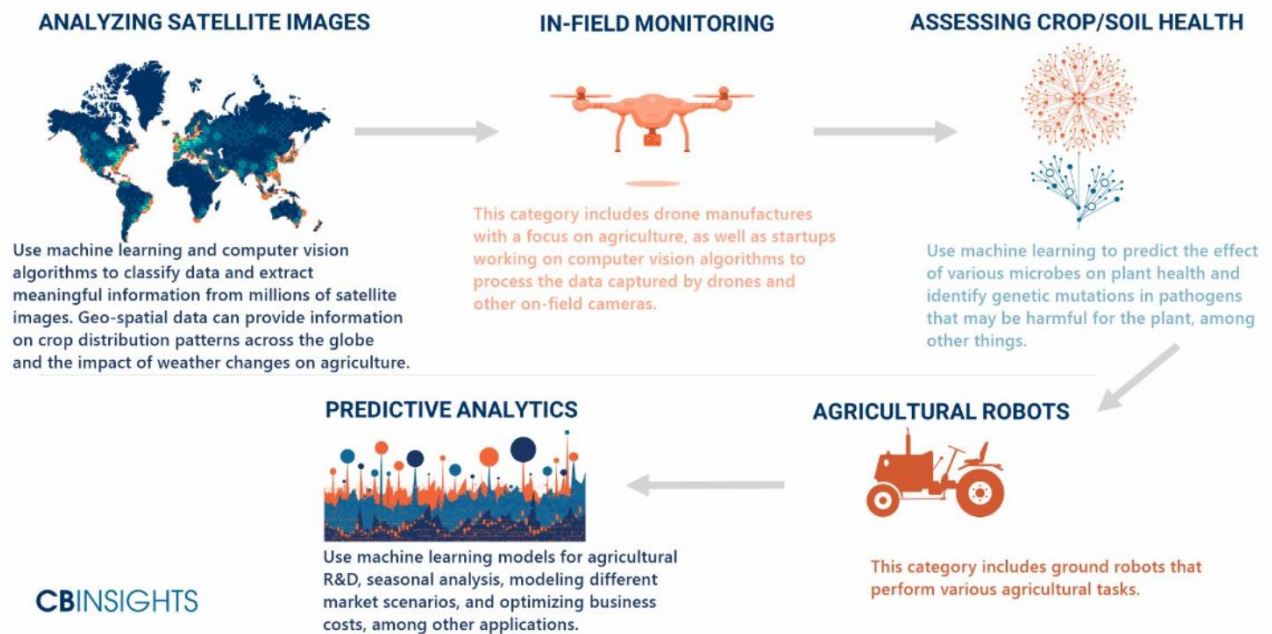 ANALYZING SATELLITE IMAGES
Use machine learning and computer vision
algorithms to classify data and extract
meaningful information from millions of satellite
images. Geo-spatial data can provide information
on crop distribution patterns across the globe
and the impact of weather changes on agriculture.
IN-FIELD MONITORING
This category includes drone manufactures
with a focus on agriculture, as well as startups
working on computer vision algorithms to
process the data captured by drones and
other on-field cameras.
ASSESSING CROP/SOIL HEALTH
Use machine learning to predict the effect
of various microbes on plant health and
identify genetic mutations in pathogens
that may be harmful for the plant, among
other things.
AGRICULTURAL ROBOTS
This category includes ground robots that
perform various agricultural tasks.
PREDICTIVE ANALYTICS
Use machine learning models for agricultural
R&D, seasonal analysis, modeling different
market scenarios, and optimizing business
costs, among other applications.
CBINSIGHTS